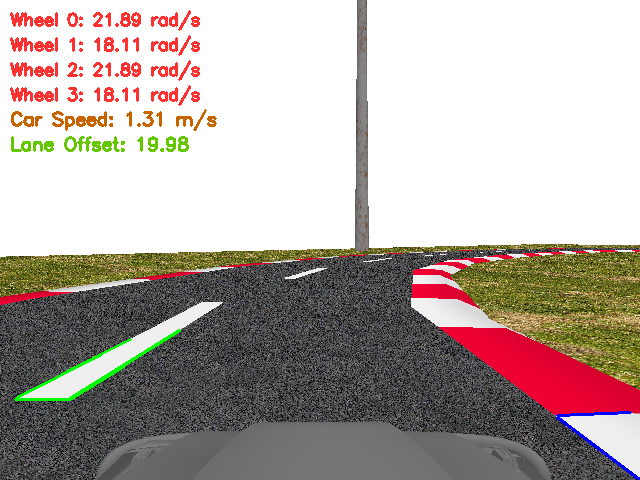 Wheel 0: 21.89 rad/s
Wheel 1: 18.11 rad/s
Wheel 2: 21.89 rad/s
Wheel 3: 18.11 rad/s
Car Speed: 1.31 m/s
Lane Offset: 19.98